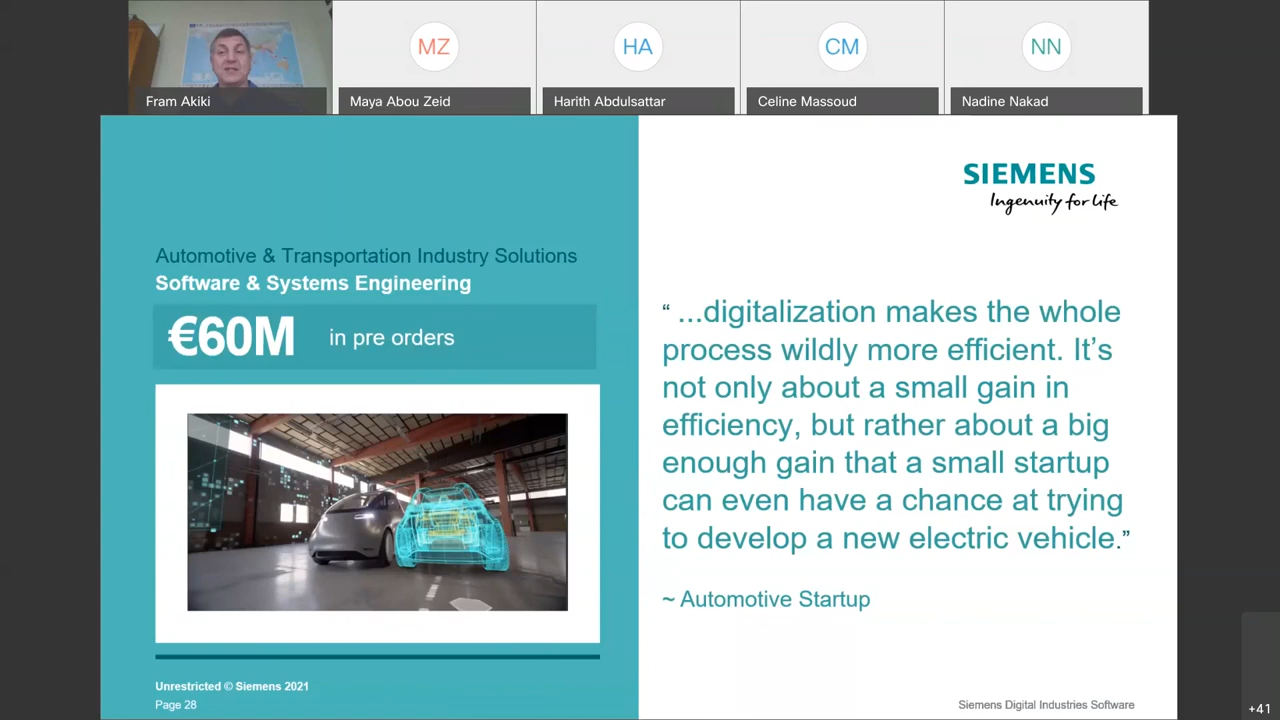 MZ
HA
CM
NN
Fram Akiki
Maya Abou Zeid
Harith Abdulsattar
Celine Massoud
Nadine Nakad
SIEMENS
Ingenuity for life
Automotive & Transportation Industry Solutions
Software & Systems Engineering
€60M in pre orders
“ ...digitalization makes the whole
process wildly more efficient. It’s
not only about a small gain in
efficiency, but rather about a big
enough gain that a small startup
can even have a chance at trying
to develop a new electric vehicle.”
~ Automotive Startup
Unrestricted © Siemens 2021
Page 28
Siemens Digital Industries Software
+41